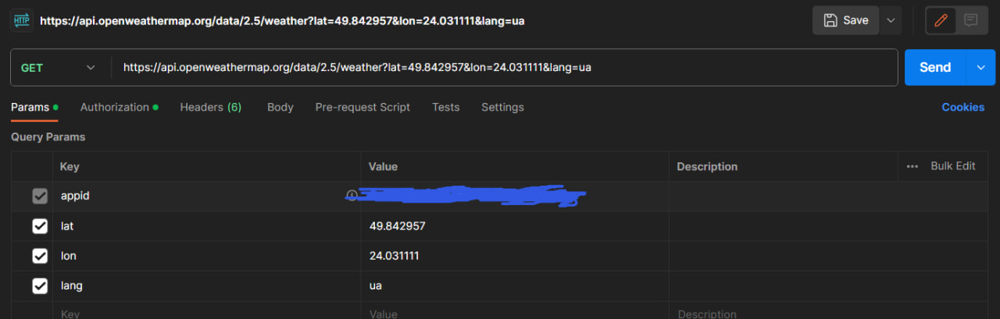 HTTP https://api.openweathermap.org/data/2.5/weather?lat=49.842957&lon=24.031111&lang=ua Save
GET https://api.openweathermap.org/data/2.5/weather?lat=49.842957&lon=24.031111&lang=ua Send
Params Authorization Headers (6) Body Pre-request Script Tests Settings Cookies
Query Params
Key Value Description ••• Bulk Edit
appid
lat 49.842957
lon 24.031111
lang ua
Key Value Description